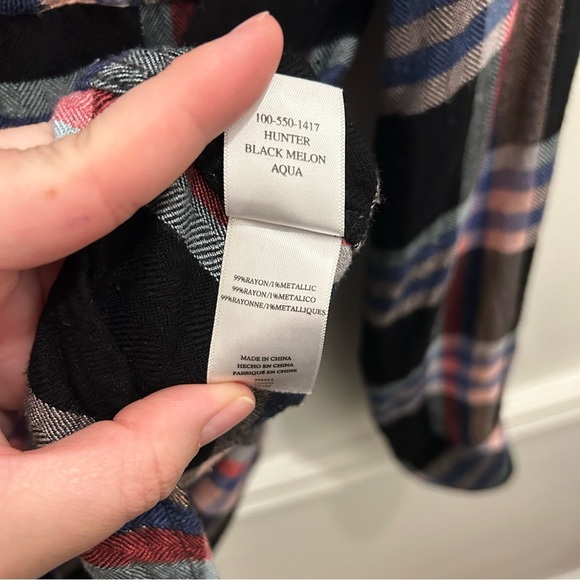 100-550-1417
HUNTER
BLACK MELON
AQUA
99%RAYON/1%METALLIC
99%RAYON/1%METALICO
99%RAYONNE/1%METALLIQUES
MADE IN CHINA
HECHO EN CHINA
FABRIQUÉ EN CHINE